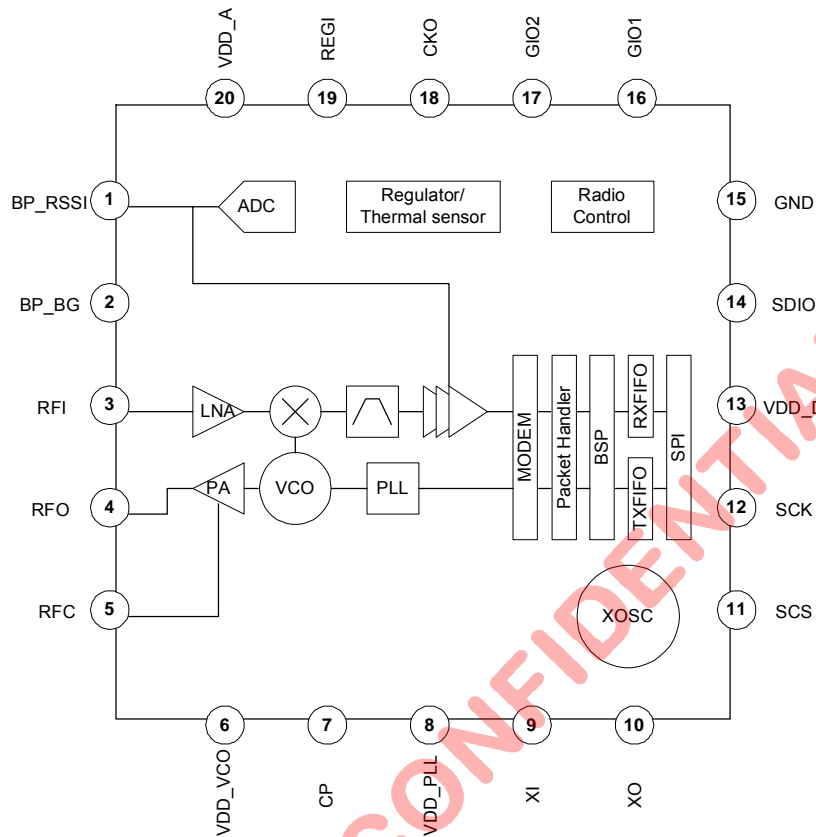 VDD_A
REGI
CKO
GIO2
GIO1
20
19
18
17
16
1
BP_RSSI
ADC
Regulator/
Thermal sensor
Radio
Control
15
GND
2
BP_BG
14
SDIO
3
RFI
LNA
MODEM
Packet Handler
BSP
RXFIFO
TXFIFO
SPI
13
VDD_D
4
RFO
PA
VCO
PLL
12
SCK
5
RFC
XOSC
11
SCS
6
7
8
9
10
VDD_VCO
CP
VDD_PLL
XI
XO
CONFIDENTIA